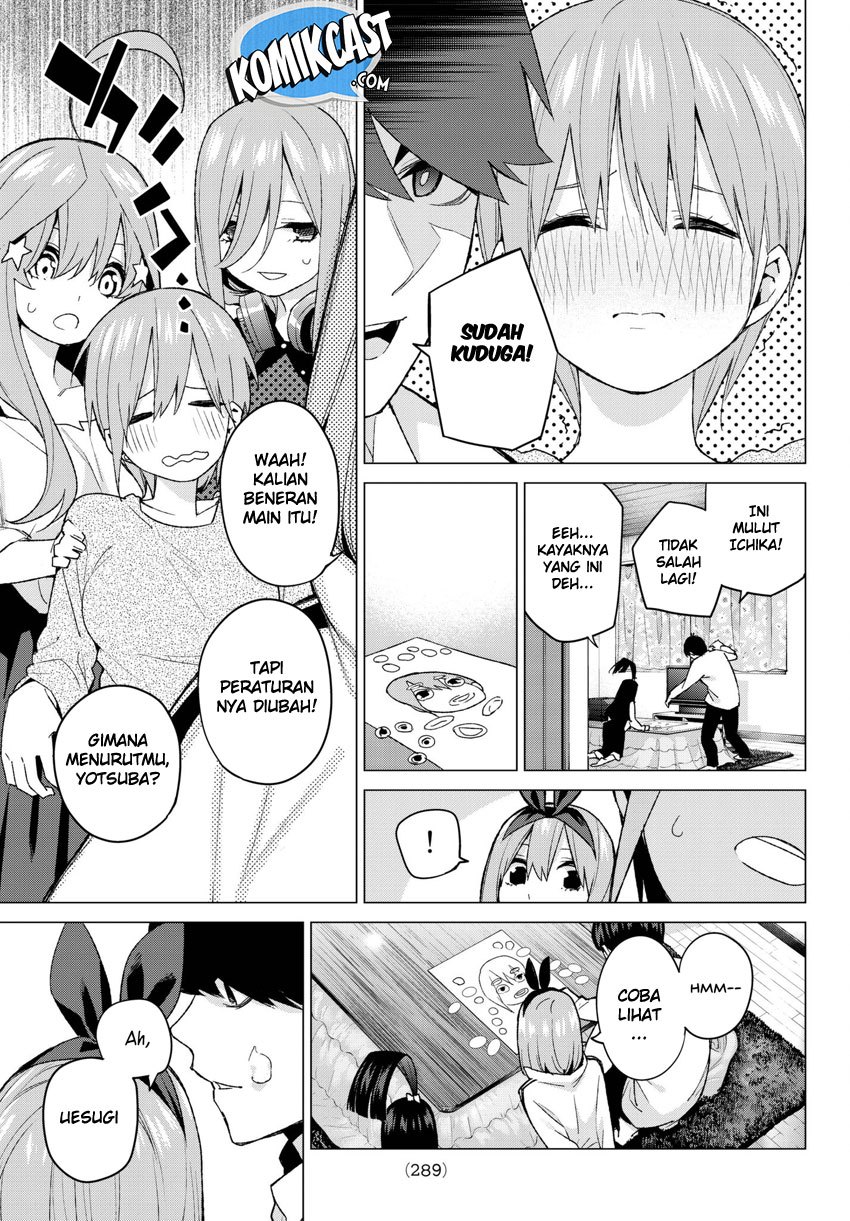 KOMIKCAST
.COM
SUDAH
KUDUGA!
WAAH!
KALIAN
BENERAN
MAIN ITU!
TAPI
PERATURAN
NYA DIUBAH!
GIMANA
MENURUTMU,
YOTSUBA?
INI
MULUT
ICHIKA!
TIDAK
SALAH
LAGI!
EEH...
KAYAKNYA
YANG INI
DEH...
!
HMM--
COBA
LIHAT
...
Ah,
UESUGI
(289)